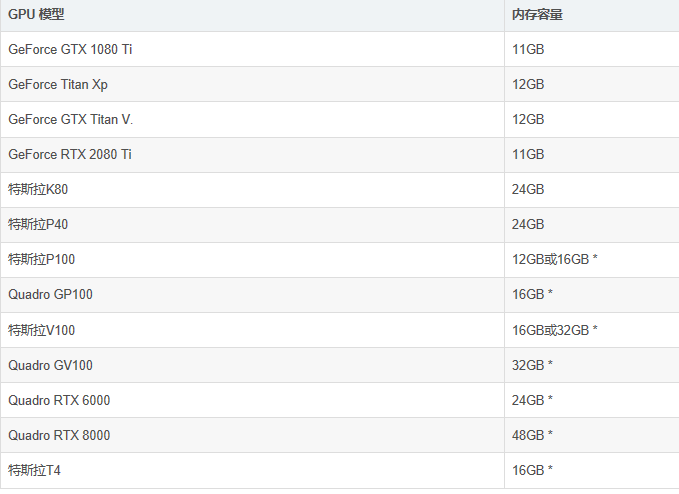 GPU 模型 内存容量
GeForce GTX 1080 Ti 11GB
GeForce Titan Xp 12GB
GeForce GTX Titan V. 12GB
GeForce RTX 2080 Ti 11GB
特斯拉K80 24GB
特斯拉P40 24GB
特斯拉P100 12GB或16GB *
Quadro GP100 16GB *
特斯拉V100 16GB或32GB *
Quadro GV100 32GB *
Quadro RTX 6000 24GB *
Quadro RTX 8000 48GB *
特斯拉T4 16GB *